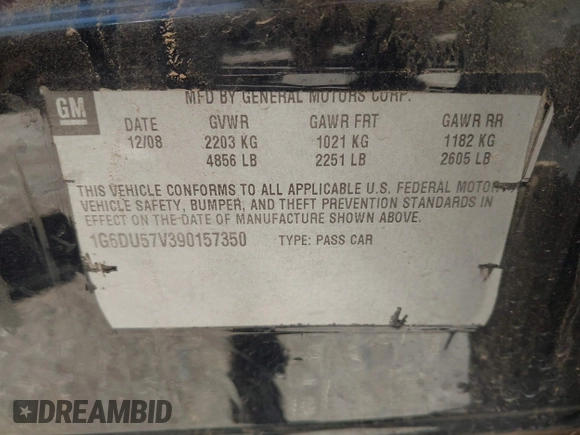 MFD BY GENERAL MOTORS CORP.
GM
DATE GVWR GAWR FRT GAWR RR
12/08 2203 KG 1021 KG 1182 KG
4856 LB 2251 LB 2605 LB
THIS VEHICLE CONFORMS TO ALL APPLICABLE U.S. FEDERAL MOTOR
VEHICLE SAFETY, BUMPER, AND THEFT PREVENTION STANDARDS IN
EFFECT ON THE DATE OF MANUFACTURE SHOWN ABOVE.
1G6DU57V390157350 TYPE: PASS CAR
DREAMBID